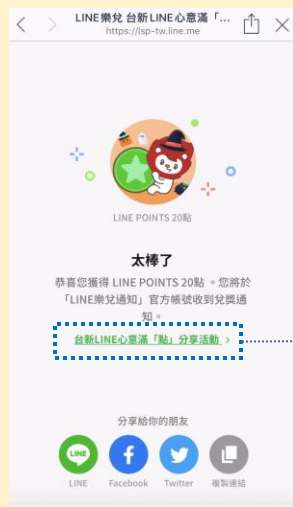 LINE樂兌 台新LINE心意滿「...
https://lsp-tw.line.me
LINE POINTS 20點
太棒了
恭喜您獲得 LINE POINTS 20點 。您將於
「LINE樂兌通知」官方帳號收到兌獎通
知。
台新LINE心意滿「點」分享活動 >
分享給你的朋友
LINE
LINE Facebook Twitter 複製連結